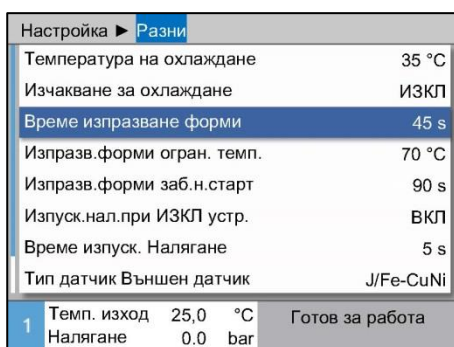 Настройка ► Разни
Температура на охлаждане 35 °C
Изчакване за охлаждане ИЗКЛ
Време изпразване форми 45 s
Изпразв.форми огран. темп. 70 °C
Изпразв.форми заб.н.старт 90 s
Изпуск.нал.при ИЗКЛ устр. ВКЛ
Време изпуск. Налягане 5 s
Тип датчик Външен датчик J/Fe-CuNi
1 Темп. изход 25,0 °C Готов за работа
Налягане 0.0 bar